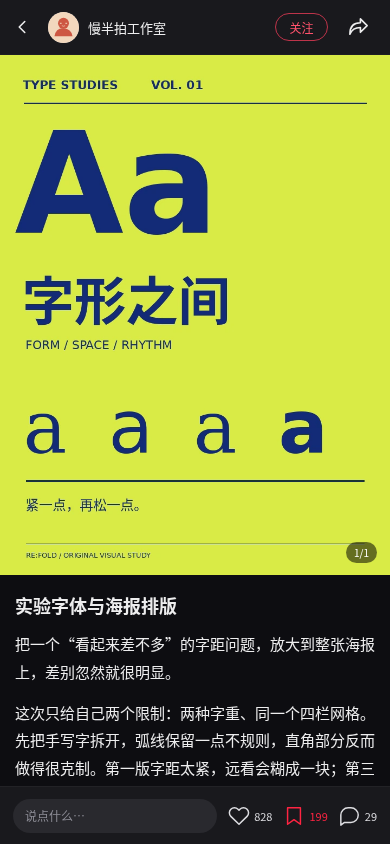 慢半拍工作室
关注
TYPE STUDIES VOL. 01
Aa
字形之间
FORM / SPACE / RHYTHM
a a a a
紧一点，再松一点。
RE:FOLD / ORIGINAL VISUAL STUDY
1/1
实验字体与海报排版
把一个“看起来差不多”的字距问题，放大到整张海报
上，差别忽然就很明显。
这次只给自己两个限制：两种字重、同一个四栏网格。
先把手写字拆开，弧线保留一点不规则，直角部分反而
做得很克制。第一版字距太紧，远看会糊成一块；第三
说点什么…
828
199
29